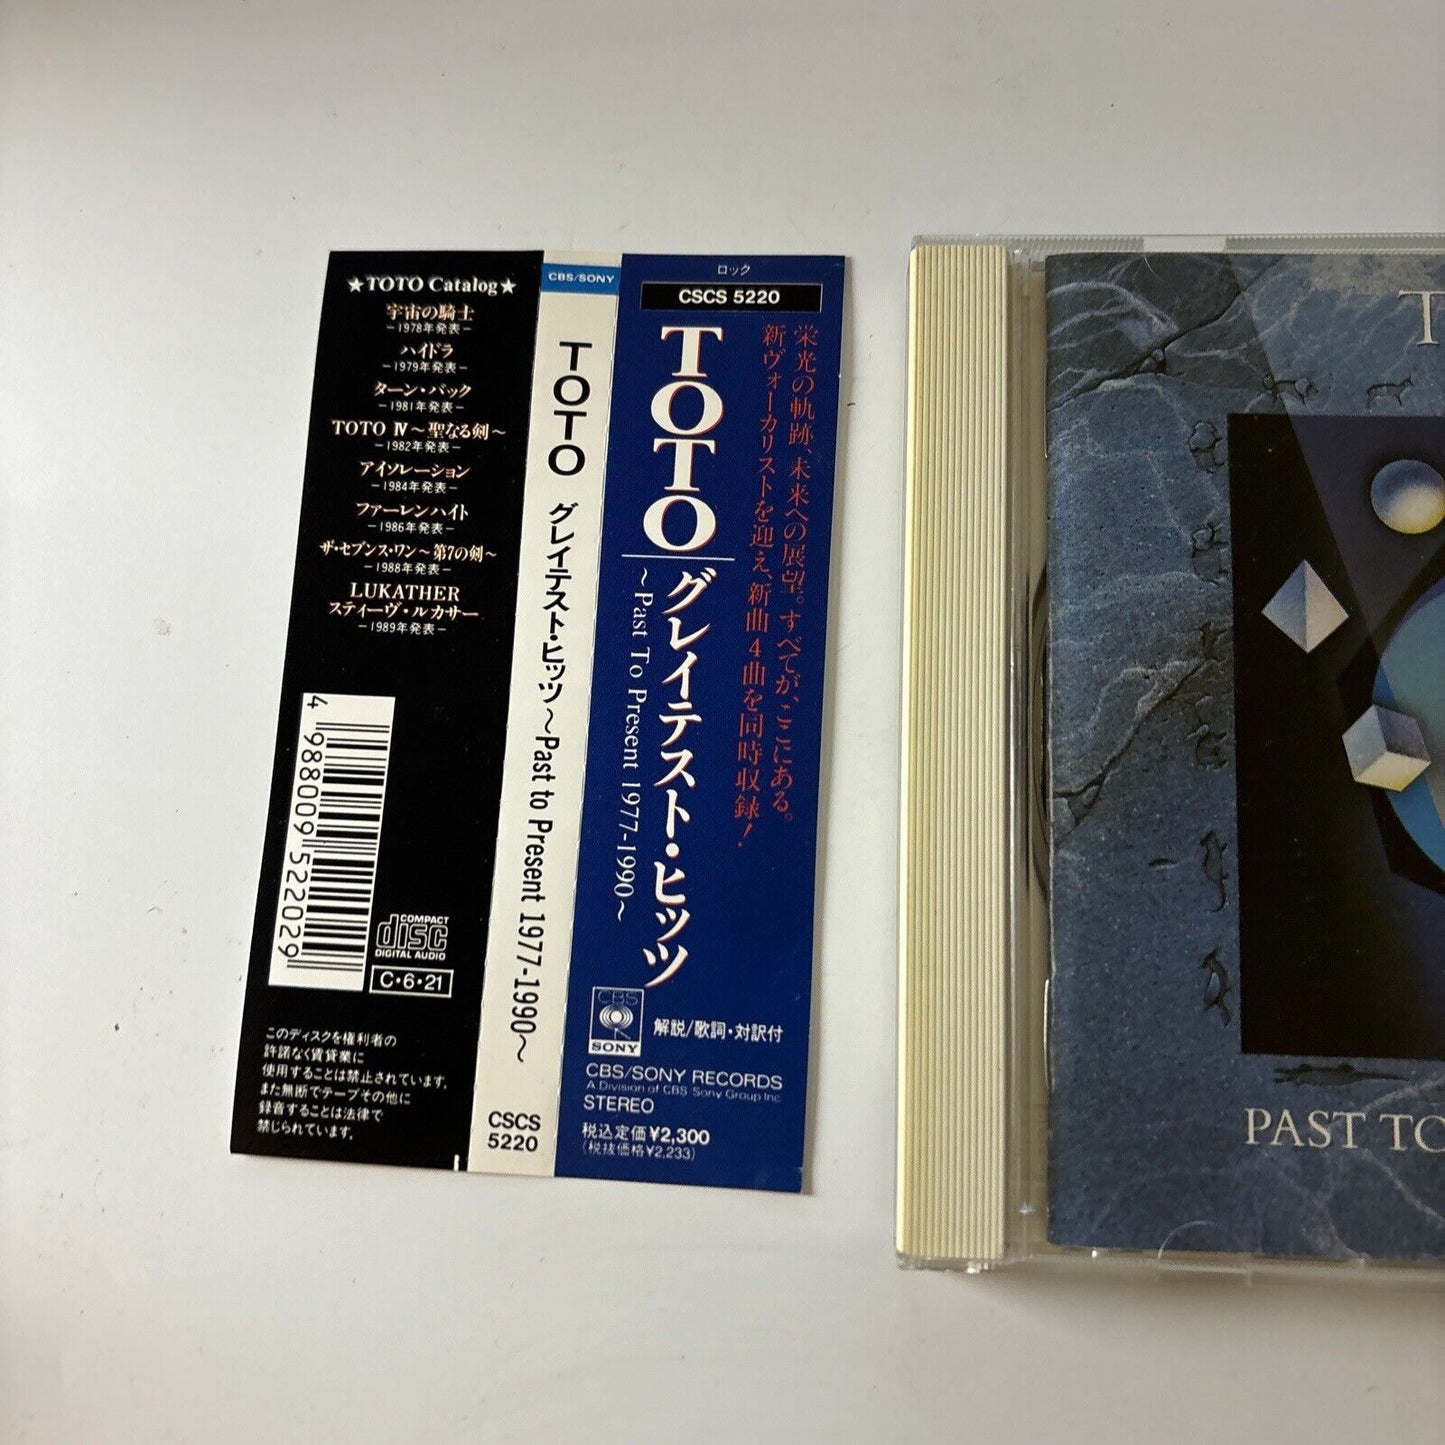 ★TOTO Catalog★
宇宙の騎士
－1978年発表－
ハイドラ
－1979年発表－
ターン・バック
－1981年発表－
TOTO Ⅳ～聖なる剣～
－1982年発表－
アイソレーション
－1984年発表－
ファーレンハイト
－1986年発表－
ザ・セブンス・ワン～第7の剣～
－1988年発表－
LUKATHER
スティーヴ・ルカサー
－1989年発表－
4 988009 522029
COMPACT
disc
DIGITAL AUDIO
C・6・21
このディスクを権利者の
許諾なく賃貸業に
使用することは禁止されています。
また無断でテープその他に
録音することは法律で
禁じられています。
CBS/SONY
TOTO グレイテスト・ヒッツ～Past to Present 1977-1990～
CSCS
5220
ロック
CSCS 5220
栄光の軌跡、未来への展望。すべてが、ここにある。
新ヴォーカリストを迎え、新曲4曲を同時収録！
TOTO グレイテスト・ヒッツ
～Past To Present 1977-1990～
CBS
SONY
解説/歌詞・対訳付
CBS/SONY RECORDS
A Division of CBS Sony Group Inc.
STEREO
税込定価¥2,300
(税抜価格¥2,233)
T
PAST TO